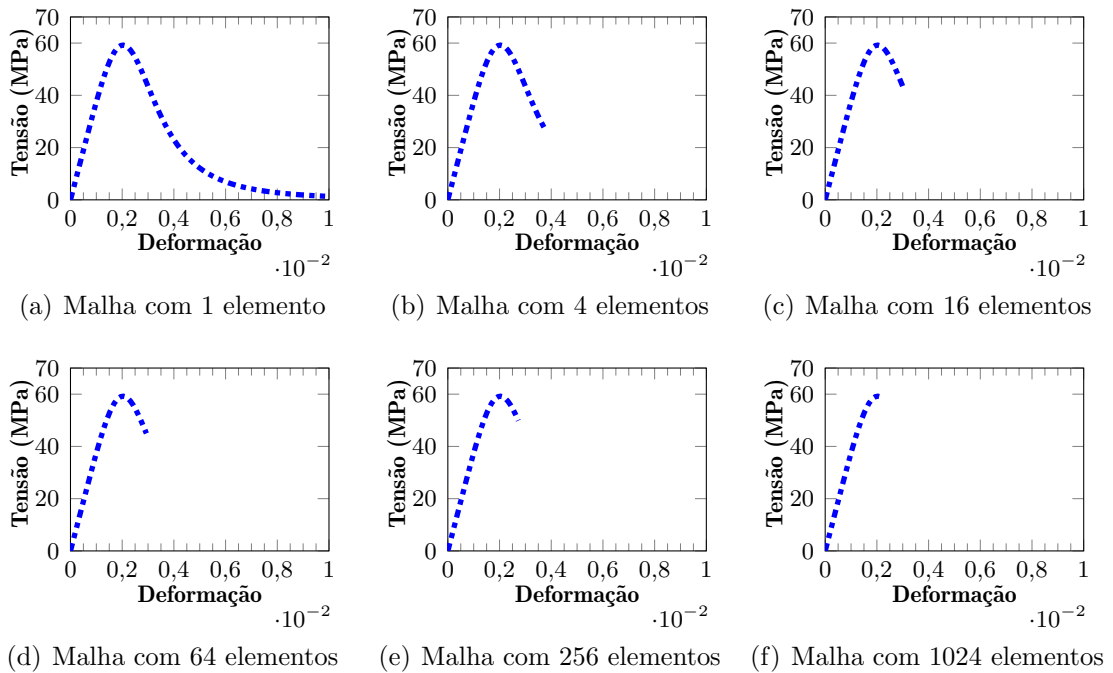 70
60
40
20
0
Tensão (MPa)
0 0,2 0,4 0,6 0,8 1
Deformação
·10⁻²
(a) Malha com 1 elemento
70
60
40
20
0
Tensão (MPa)
0 0,2 0,4 0,6 0,8 1
Deformação
·10⁻²
(b) Malha com 4 elementos
70
60
40
20
0
Tensão (MPa)
0 0,2 0,4 0,6 0,8 1
Deformação
·10⁻²
(c) Malha com 16 elementos
70
60
40
20
0
Tensão (MPa)
0 0,2 0,4 0,6 0,8 1
Deformação
·10⁻²
(d) Malha com 64 elementos
70
60
40
20
0
Tensão (MPa)
0 0,2 0,4 0,6 0,8 1
Deformação
·10⁻²
(e) Malha com 256 elementos
70
60
40
20
0
Tensão (MPa)
0 0,2 0,4 0,6 0,8 1
Deformação
·10⁻²
(f) Malha com 1024 elementos